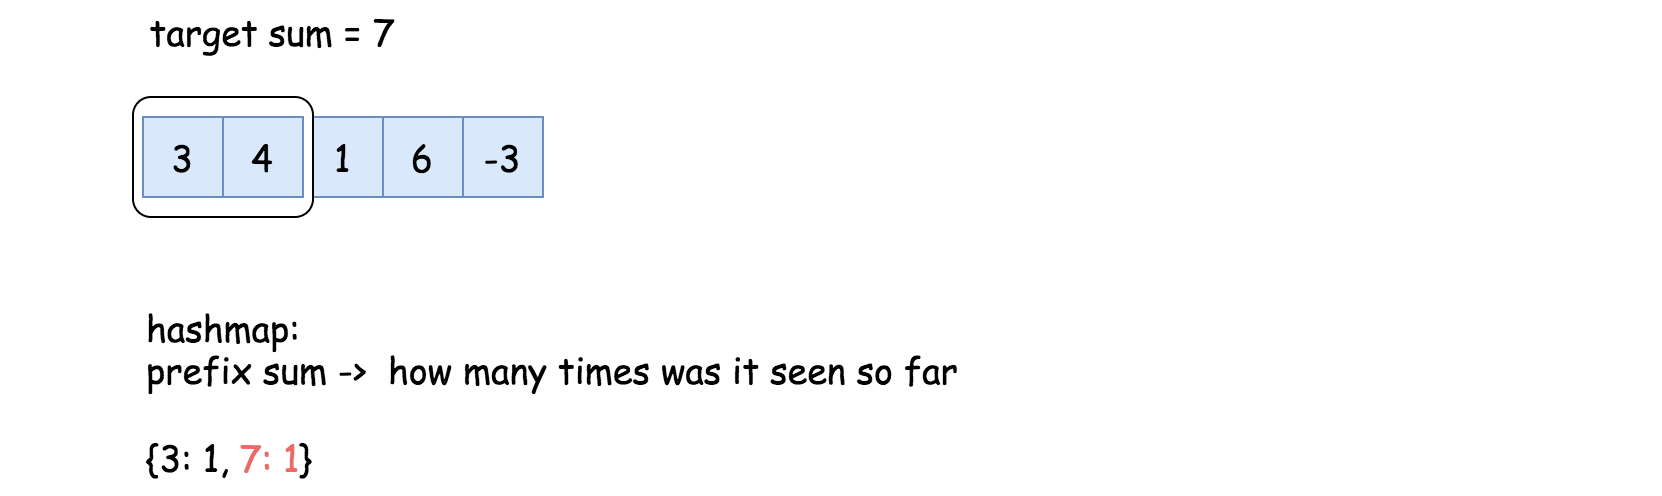 target sum = 7
3 4 1 6 -3
hashmap:
prefix sum -> how many times was it seen so far
{3: 1, 7: 1}